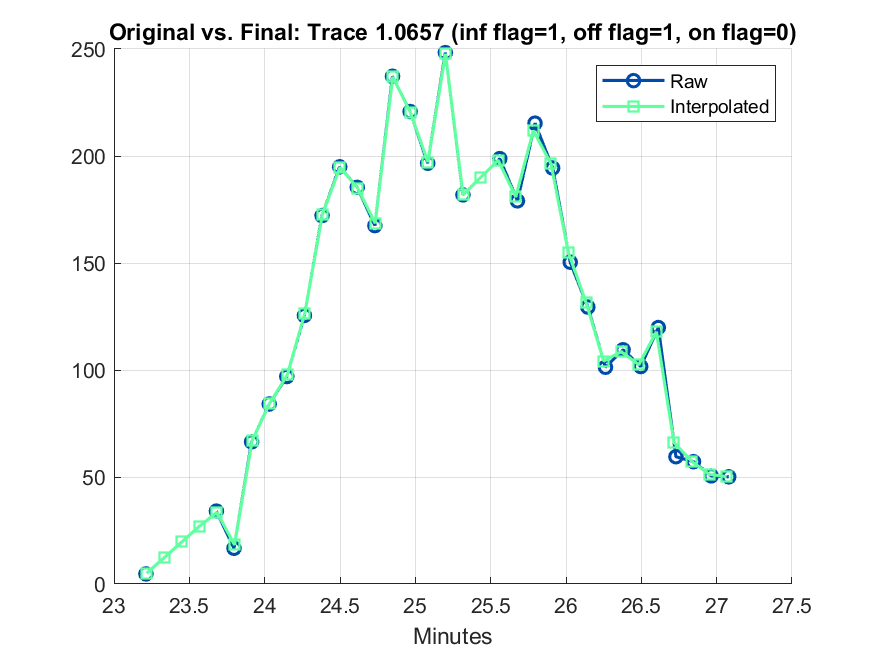 Original vs. Final: Trace 1.0657 (inf flag=1, off flag=1, on flag=0)
250
200
150
100
50
0
Raw
Interpolated
23 23.5 24 24.5 25 25.5 26 26.5 27 27.5
Minutes